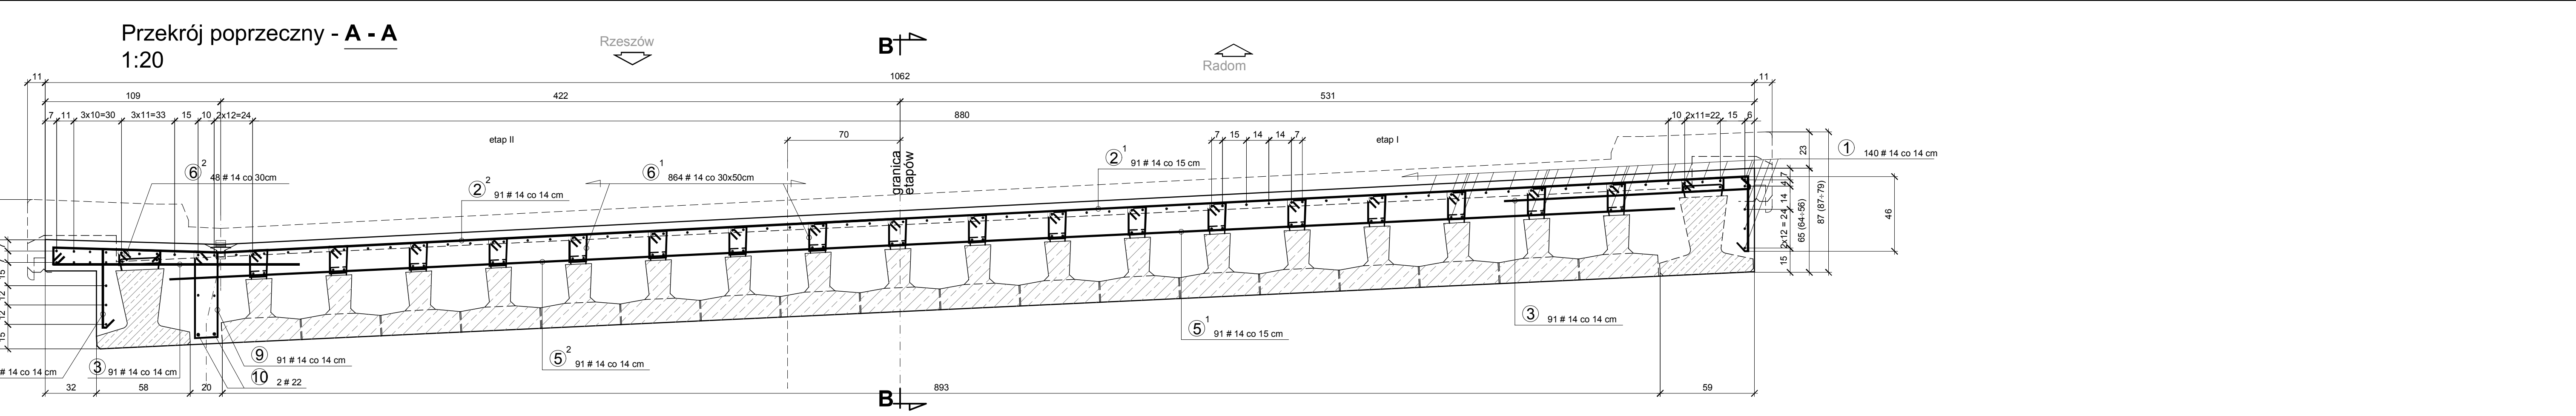 Przekrój poprzeczny - A - A
1:20
Rzeszów
B
Radom
11
1062
11
109
422
531
7
11
3x10=30
3x11=33
15
10
2x12=24
880
10
2x11=22
15
6
etap II
70
7
15
14
14
7
etap I
granica
etapów
6 2
48 # 14 co 30cm
2 2
91 # 14 co 14 cm
6 1
864 # 14 co 30x50cm
2 1
91 # 14 co 15 cm
1
140 # 14 co 14 cm
23
7
4
14
2x12 = 24
15
65 (64÷56)
87 (87÷79)
46
15
12
12
15
# 14 co 14 cm
3
91 # 14 co 14 cm
9
91 # 14 co 14 cm
10
2 # 22
5 2
91 # 14 co 14 cm
5 1
91 # 14 co 15 cm
3
91 # 14 co 14 cm
32
58
20
893
59
B